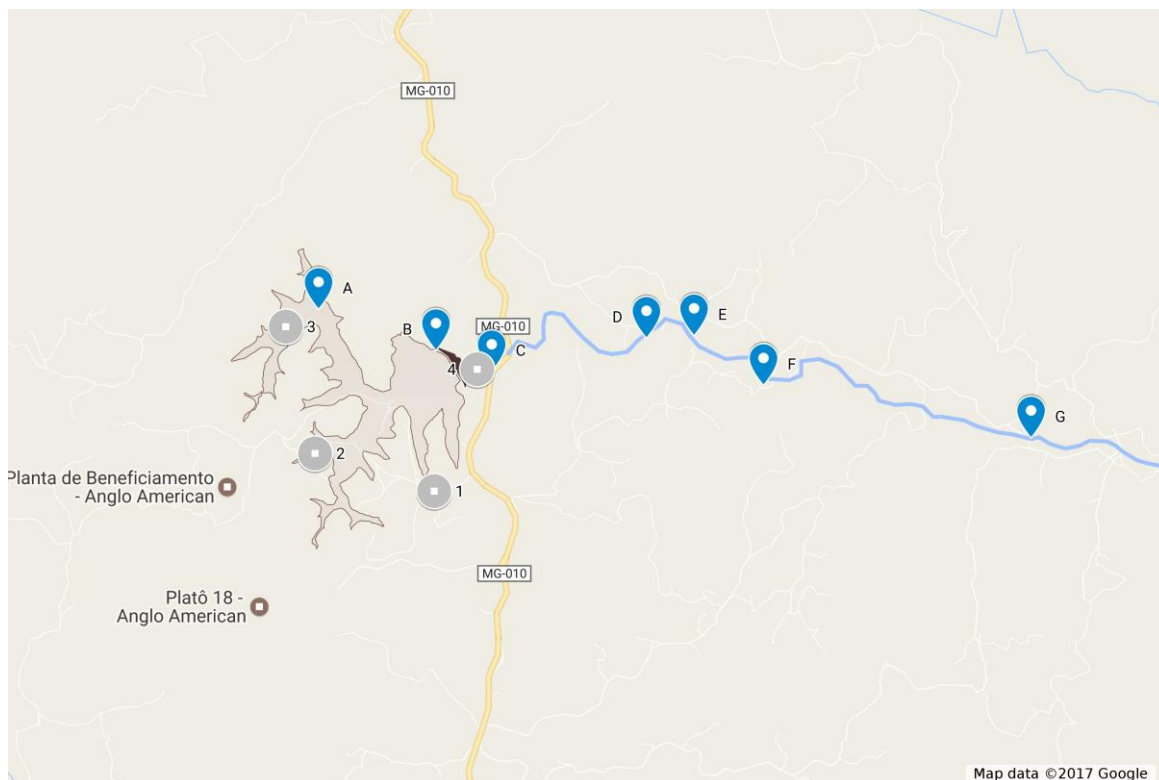 MG-010
A
3
B
MG-010
C
4
D
E
F
G
2
1
Planta de Beneficiamento
- Anglo American
MG-010
Platô 18 -
Anglo American
Map data ©2017 Google